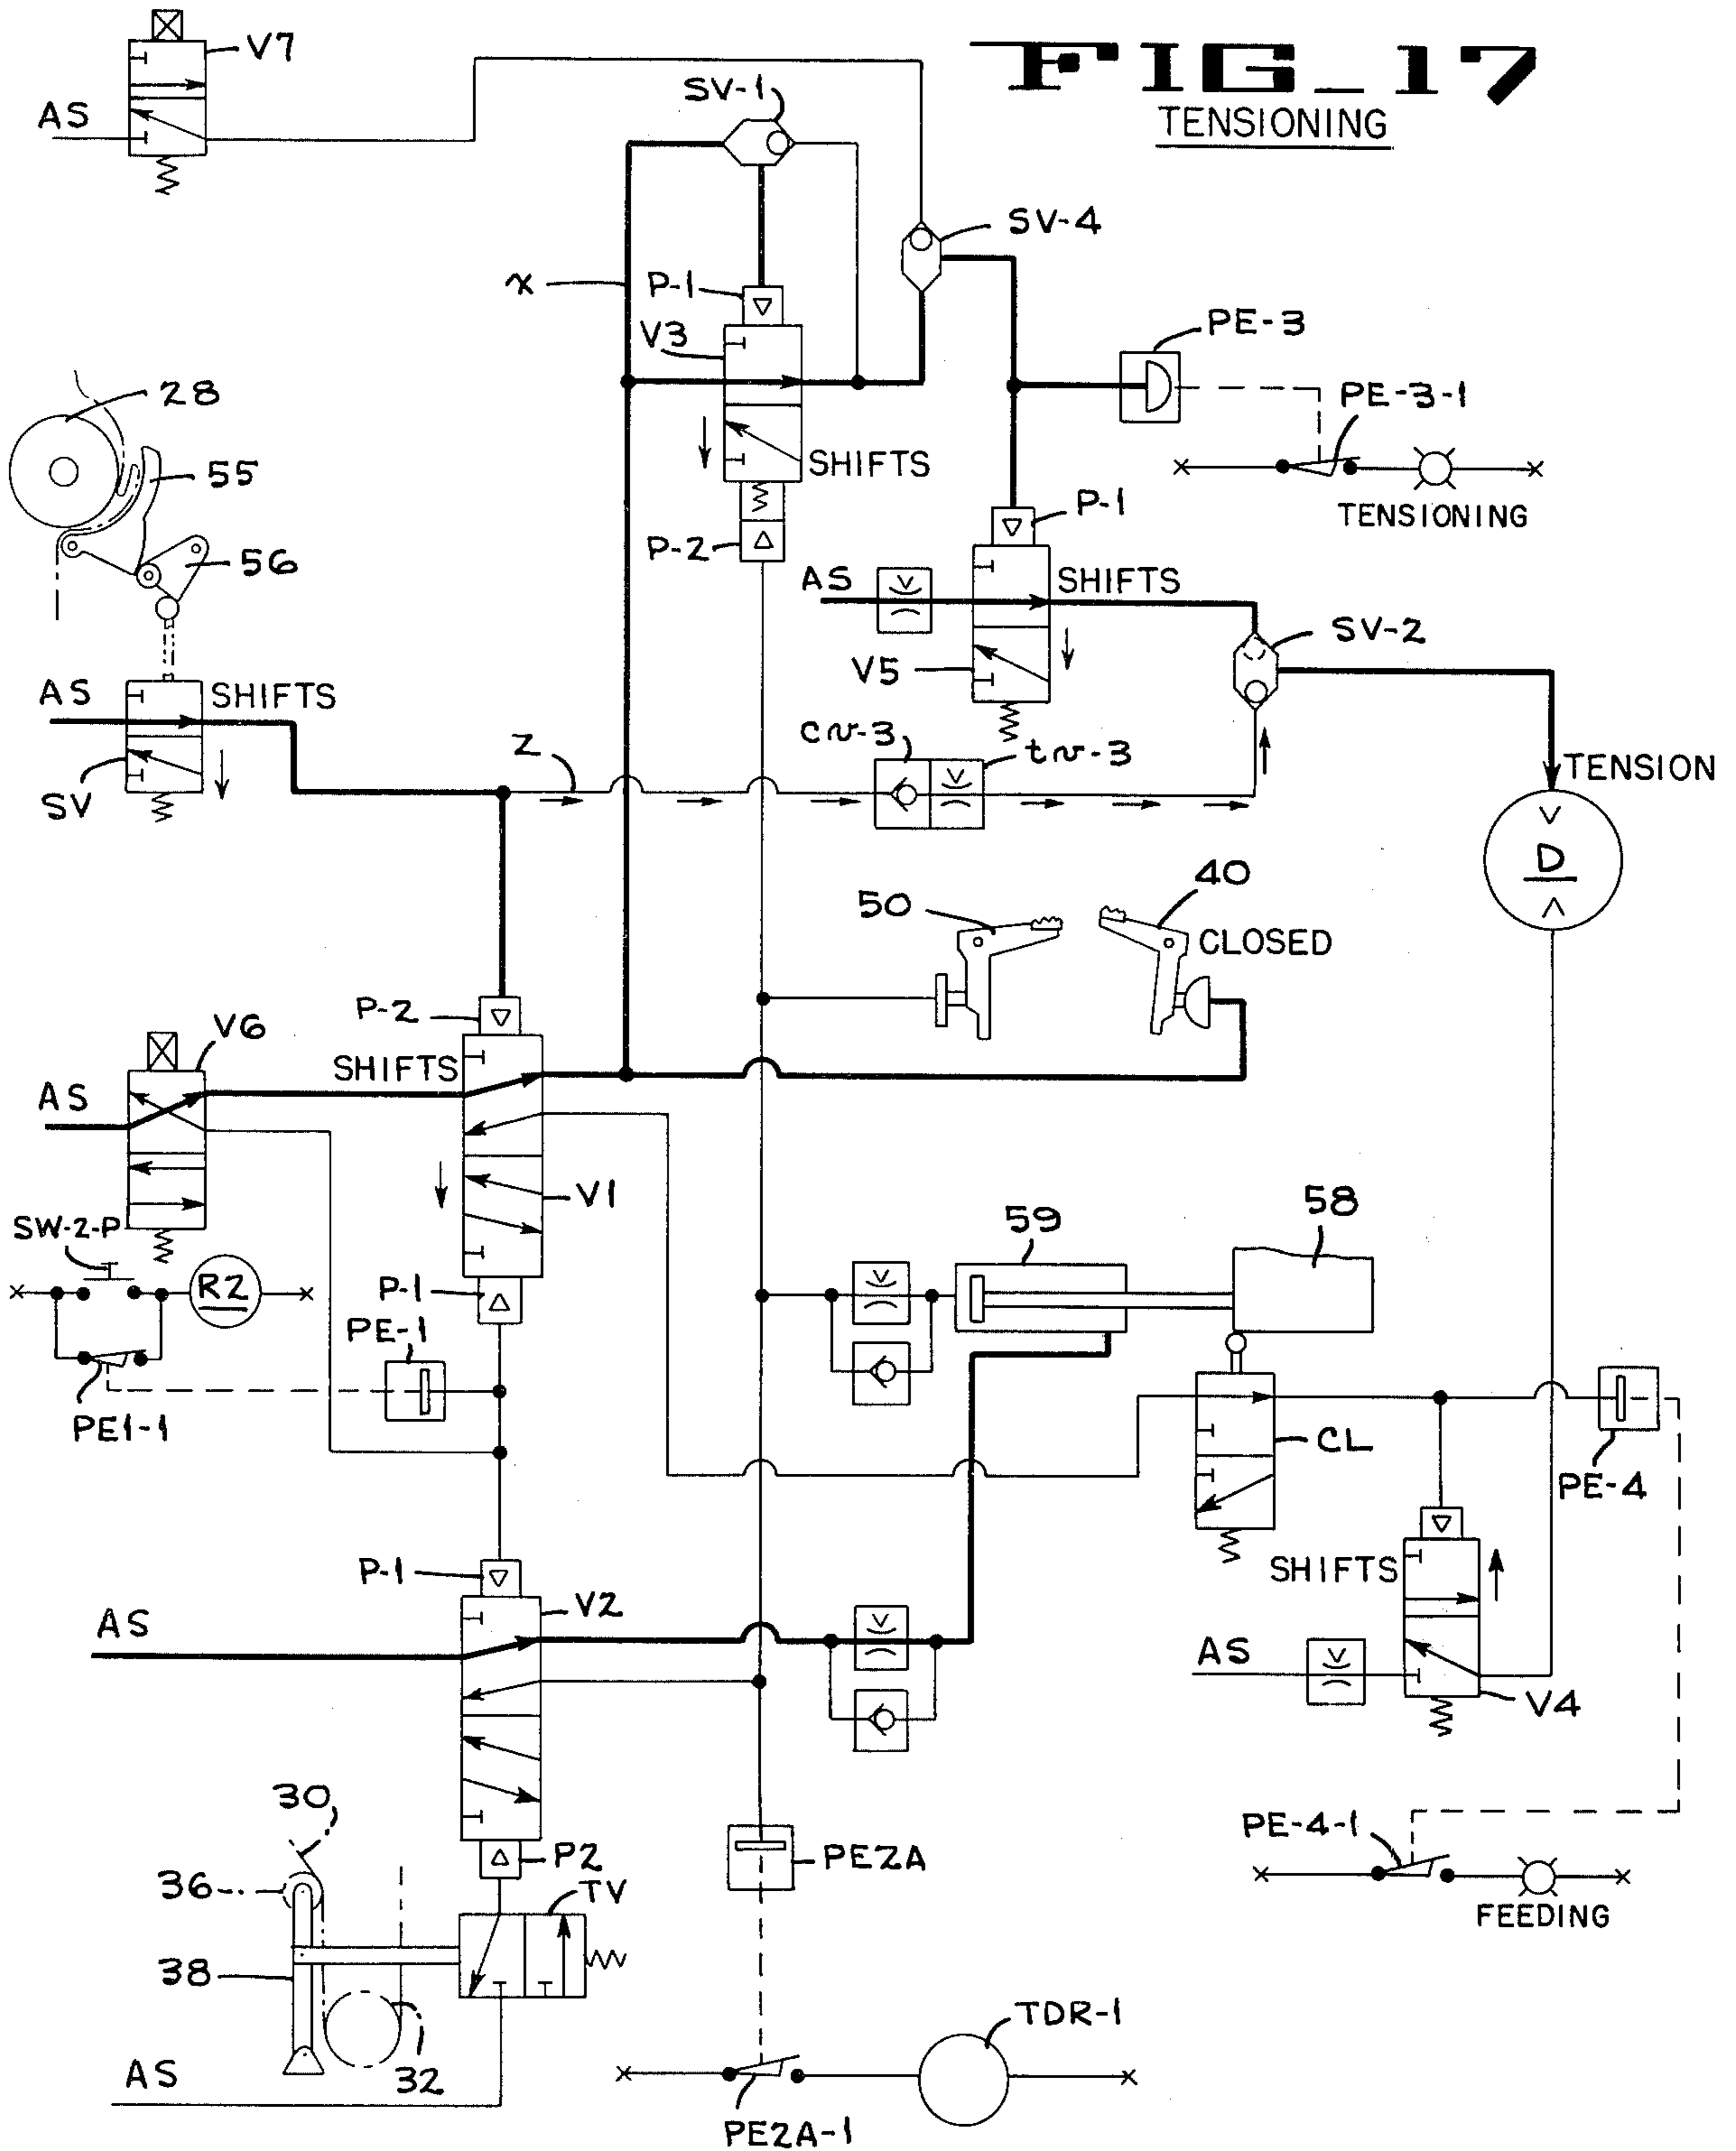 FIG_17
TENSIONING
V7
AS
SV-1
SV-4
x
P-1
V3
PE-3
PE-3-1
28
55
SHIFTS
TENSIONING
P-1
P-2
56
AS
SHIFTS
SV-2
V5
AS
SHIFTS
cv-3
tv-3
Z
SV
TENSION
D
50
40
CLOSED
P-2
V6
SHIFTS
AS
V1
59
58
SW-2-P
R2
P-1
PE-1
PE1-1
CL
PE-4
P-1
SHIFTS
V2
AS
AS
V4
30
PE-4-1
P2
PE2A
36
TV
FEEDING
38
TDR-1
32
AS
PE2A-1